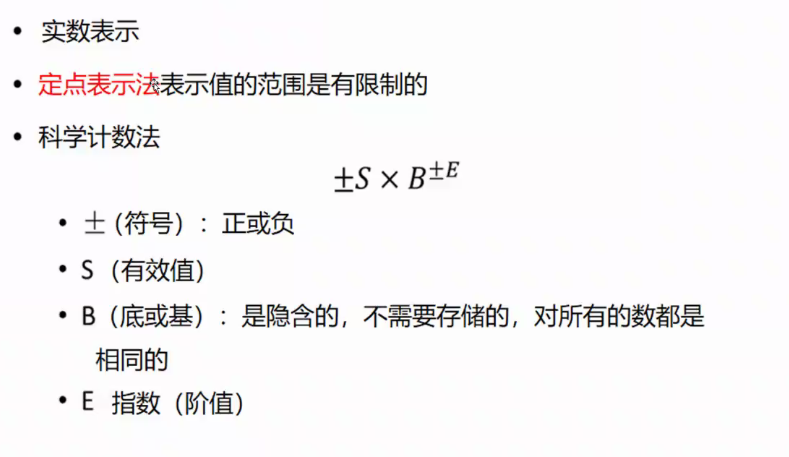 • 实数表示
• 定点表示法表示值的范围是有限制的
• 科学计数法
±S × B^{±E}
• ±（符号）：正或负
• S（有效值）
• B（底或基）：是隐含的，不需要存储的，对所有的数都是
相同的
• E 指数（阶值）